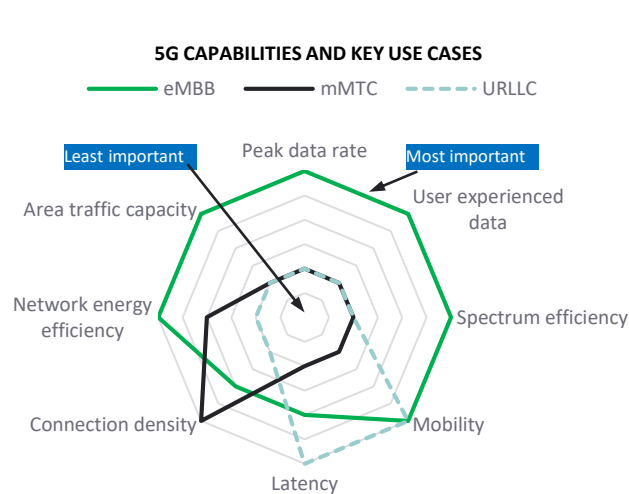 5G CAPABILITIES AND KEY USE CASES
eMBB
mMTC
URLLC
Peak data rate
Least important
Most important
User experienced
data
Area traffic capacity
Network energy
efficiency
Spectrum efficiency
Connection density
Mobility
Latency